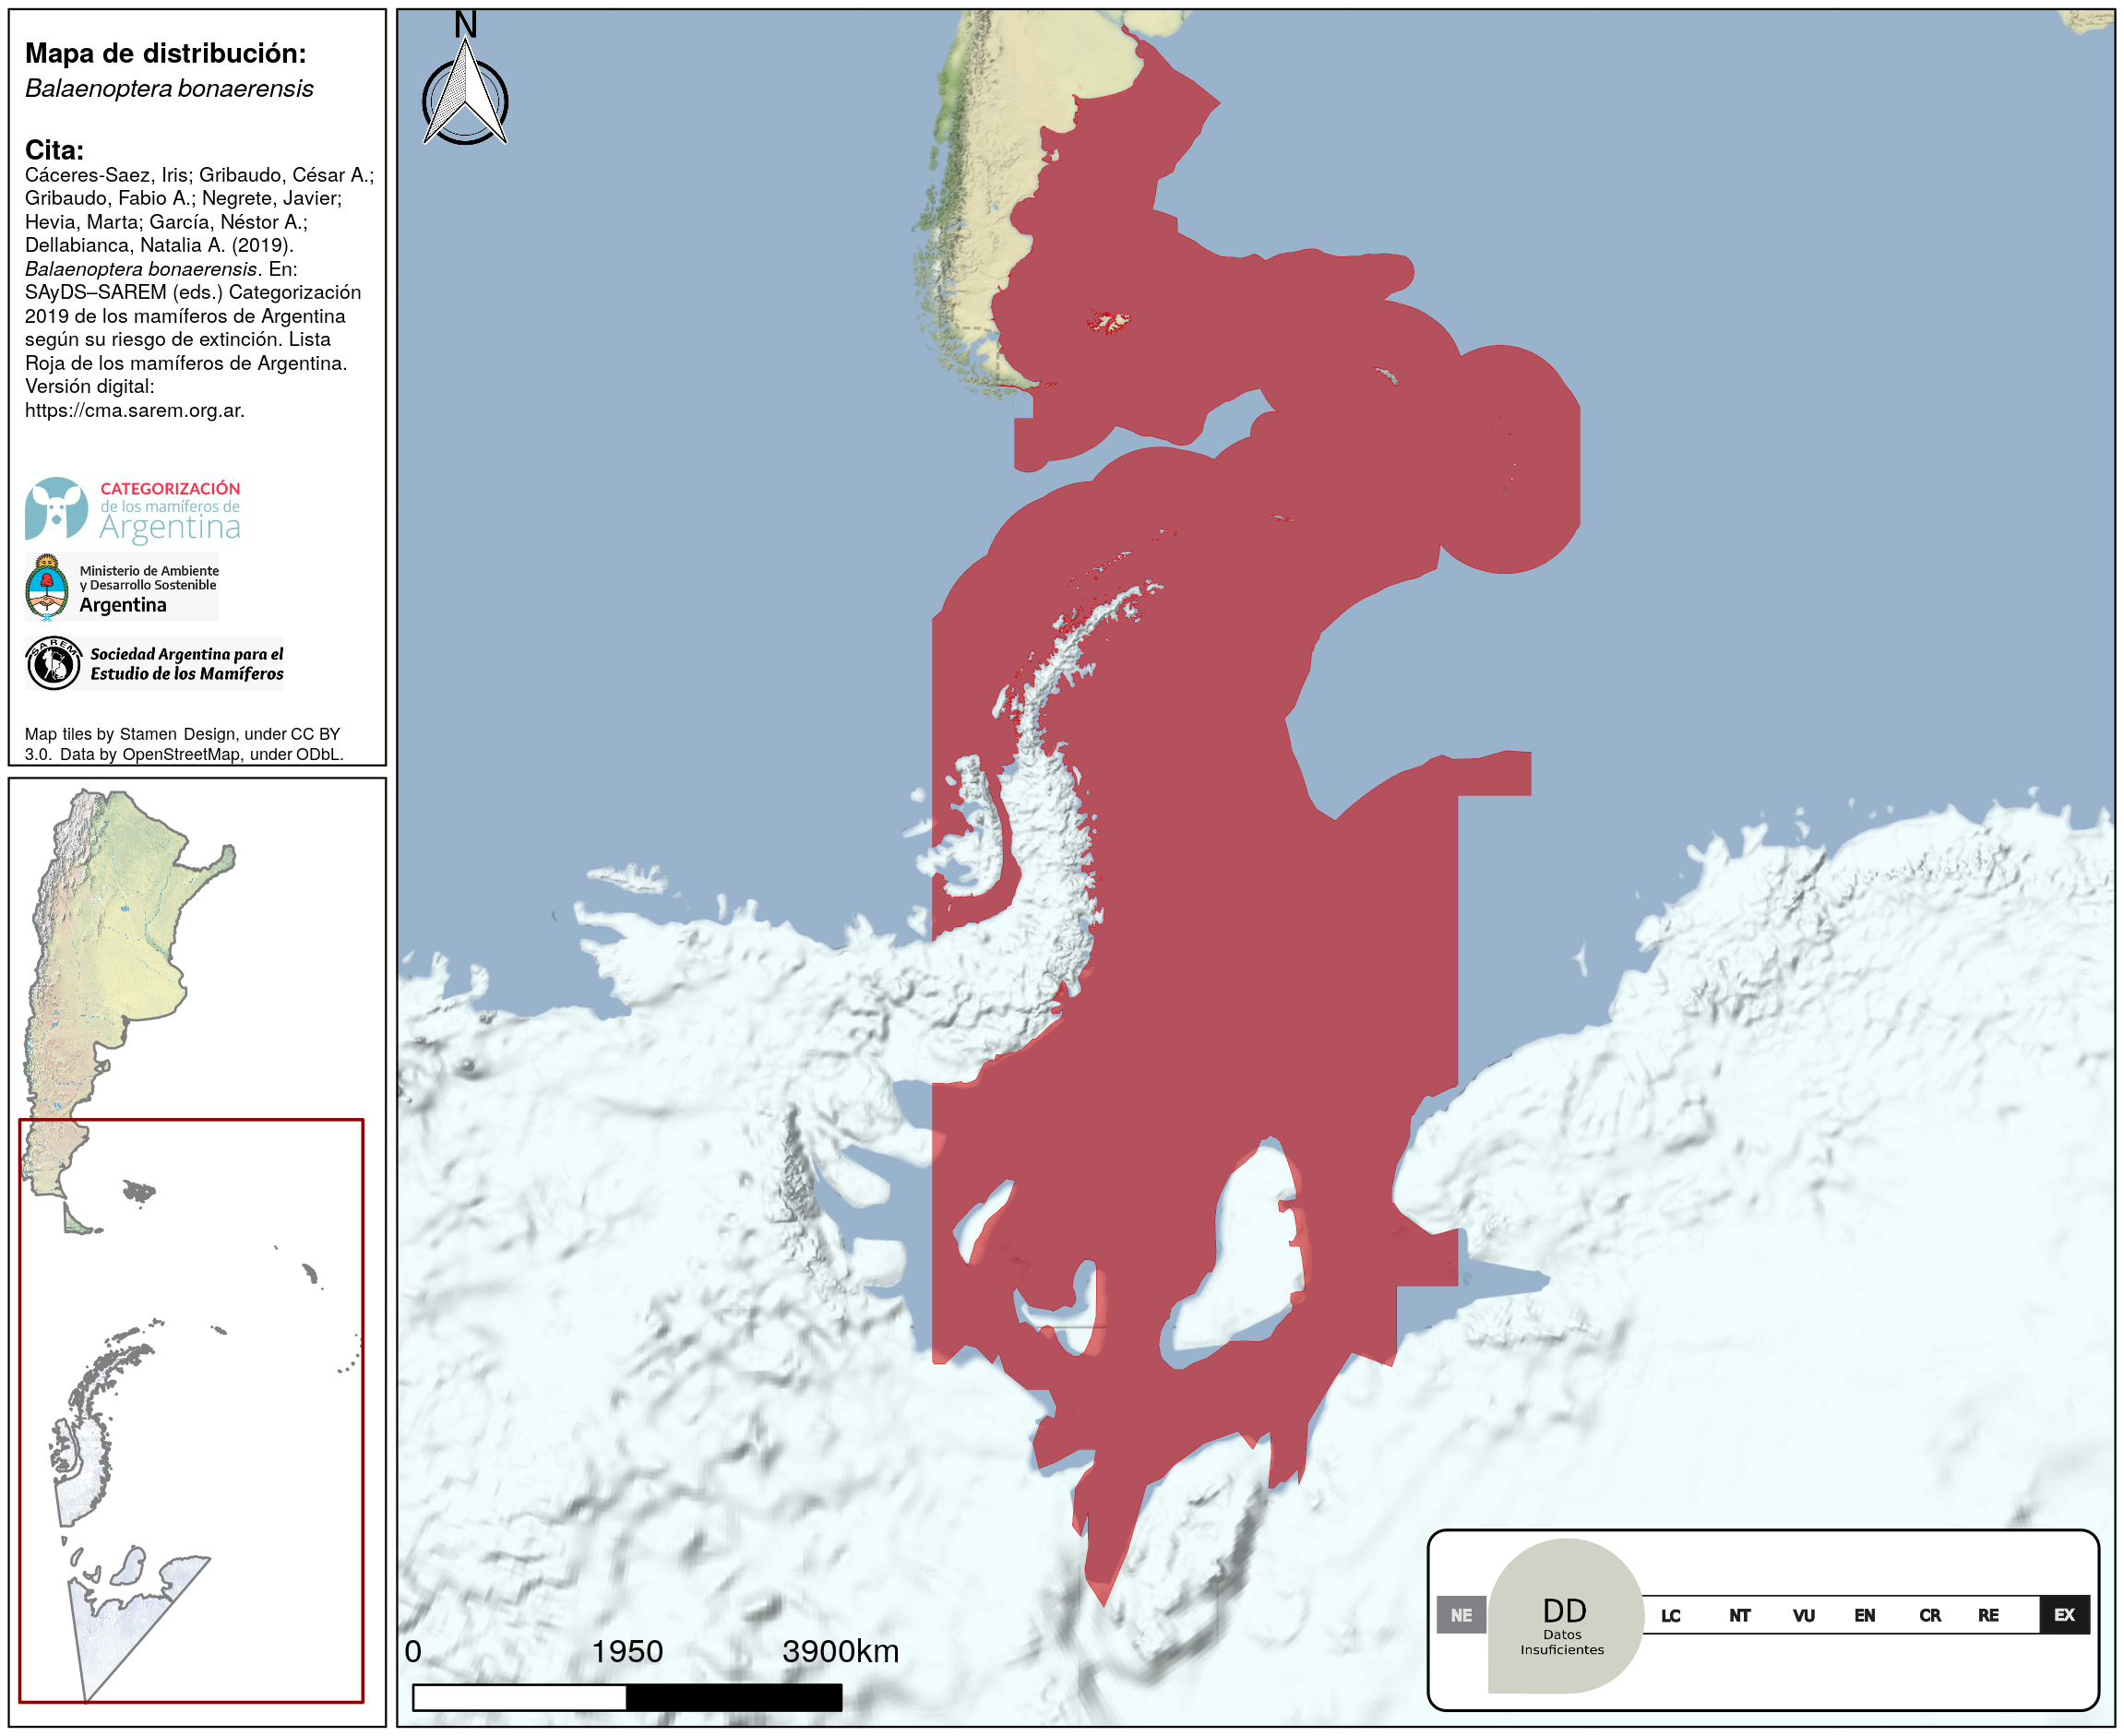 Mapa de distribución:
Balaenoptera bonaerensis
Cita:
Cáceres-Saez, Iris; Gribaudo, César A.;
Gribaudo, Fabio A.; Negrete, Javier;
Hevia, Marta; García, Néstor A.;
Dellabianca, Natalia A. (2019).
Balaenoptera bonaerensis. En:
SAyDS–SAREM (eds.) Categorización
2019 de los mamíferos de Argentina
según su riesgo de extinción. Lista
Roja de los mamíferos de Argentina.
Versión digital:
https://cma.sarem.org.ar.
CATEGORIZACIÓN
de los mamíferos de
Argentina
Ministerio de Ambiente
y Desarrollo Sostenible
Argentina
SAREM
Sociedad Argentina para el
Estudio de los Mamíferos
Map tiles by Stamen Design, under CC BY
3.0. Data by OpenStreetMap, under ODbL.
N
0 1950 3900km
NE DD LC NT VU EN CR RE EX
Datos
Insuficientes